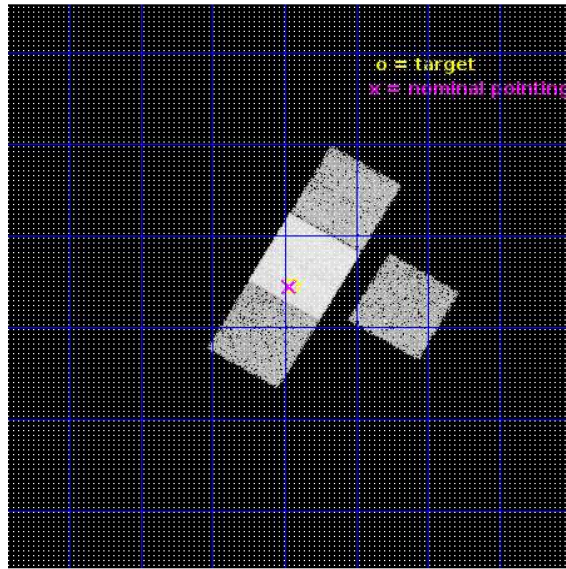 o = target
x = nominal pointing